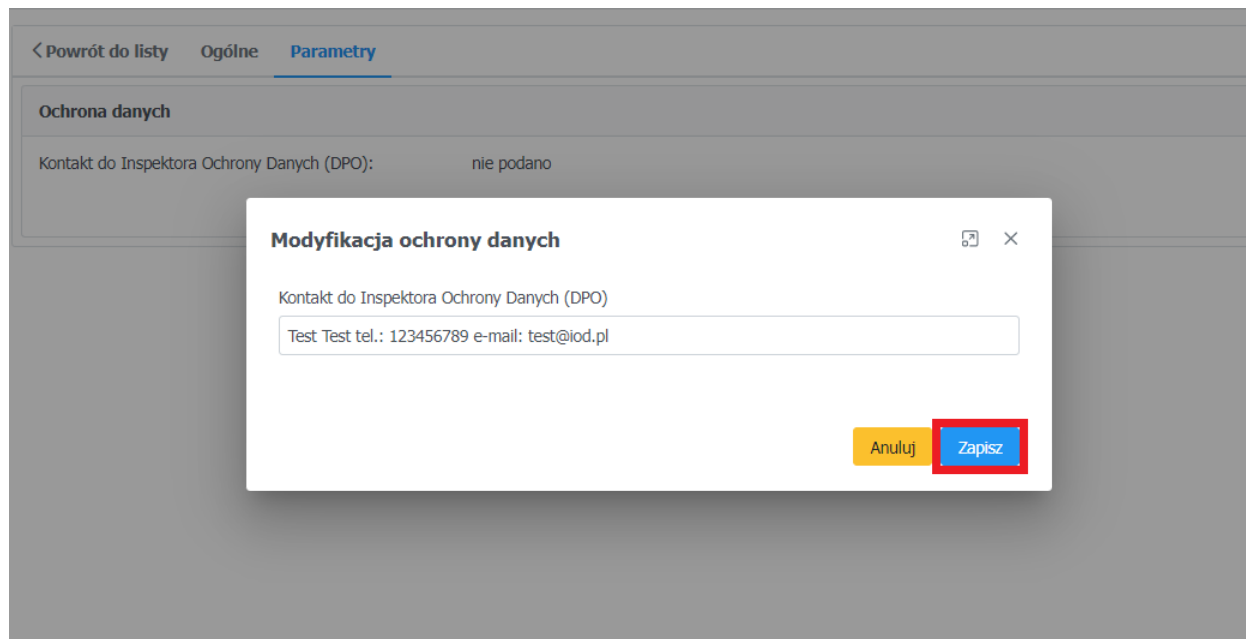 Powrót do listy Ogólne Parametry
Ochrona danych
Kontakt do Inspektora Ochrony Danych (DPO): nie podano
Modyfikacja ochrony danych
Kontakt do Inspektora Ochrony Danych (DPO)
Test Test tel.: 123456789 e-mail: test@iod.pl
Anuluj Zapisz